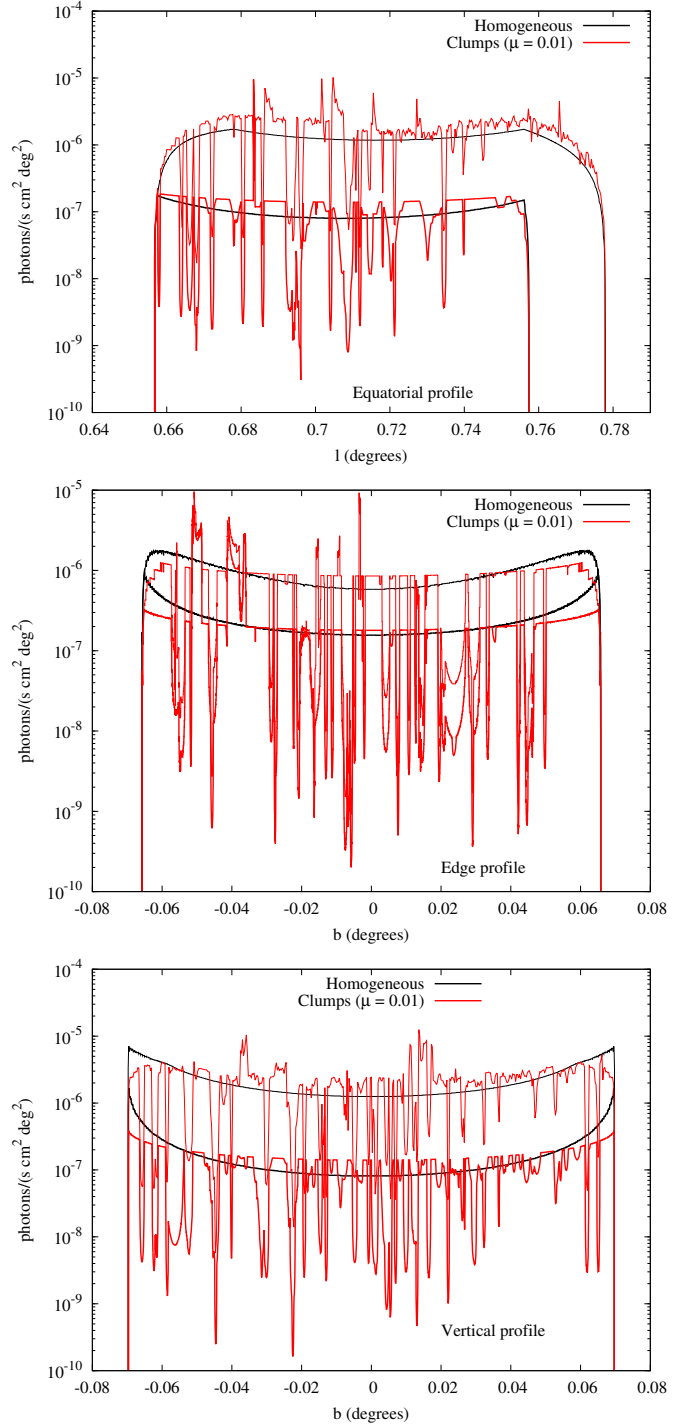 10^-4
Homogeneous
Clumps (μ = 0.01)
10^-5
10^-6
10^-7
10^-8
10^-9
10^-10
photons/(s cm^2 deg^2)
Equatorial profile
0.64 0.66 0.68 0.7 0.72 0.74 0.76 0.78
l (degrees)
10^-5
Homogeneous
Clumps (μ = 0.01)
10^-6
10^-7
10^-8
10^-9
10^-10
photons/(s cm^2 deg^2)
Edge profile
-0.08 -0.06 -0.04 -0.02 0 0.02 0.04 0.06 0.08
b (degrees)
10^-4
Homogeneous
Clumps (μ = 0.01)
10^-5
10^-6
10^-7
10^-8
10^-9
10^-10
photons/(s cm^2 deg^2)
Vertical profile
-0.08 -0.06 -0.04 -0.02 0 0.02 0.04 0.06 0.08
b (degrees)